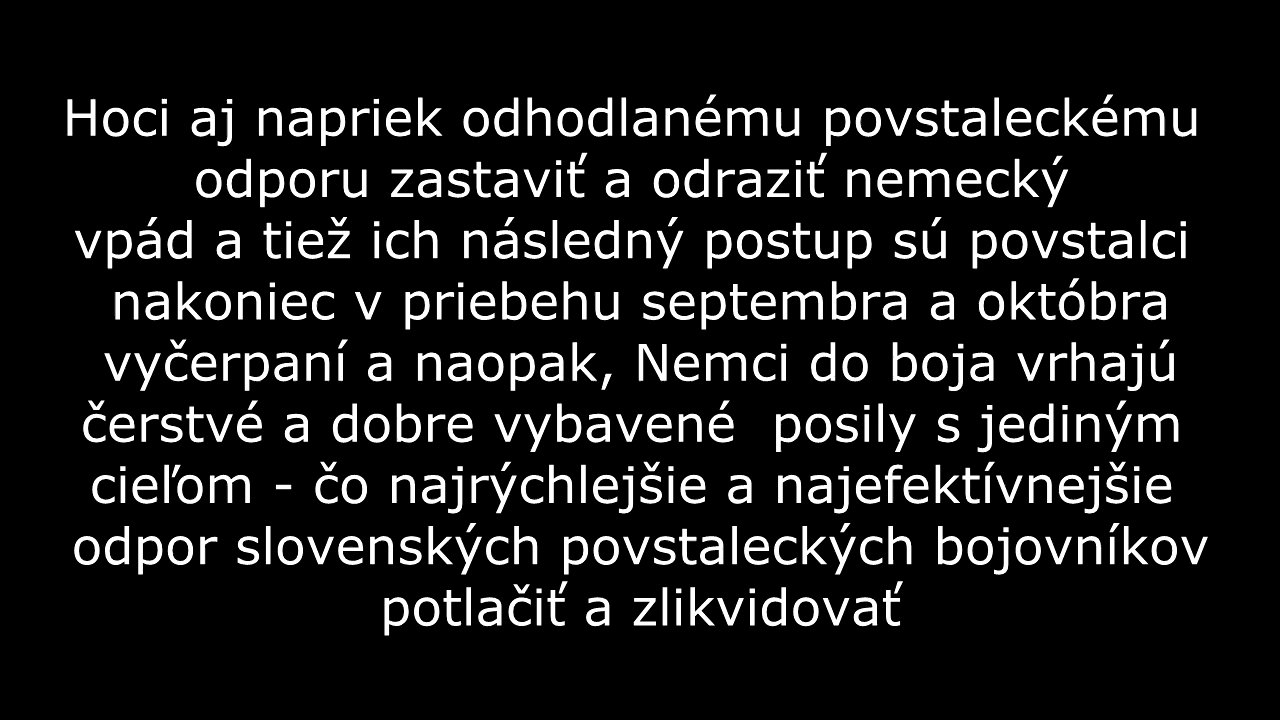 Hoci aj napriek odhodlanému povstaleckému
odporu zastaviť a odraziť nemecký
vpád a tiež ich následný postup sú povstalci
nakoniec v priebehu septembra a októbra
vyčerpaní a naopak, Nemci do boja vrhajú
čerstvé a dobre vybavené  posily s jediným
cieľom - čo najrýchlejšie a najefektívnejšie
odpor slovenských povstaleckých bojovníkov
potlačiť a zlikvidovať